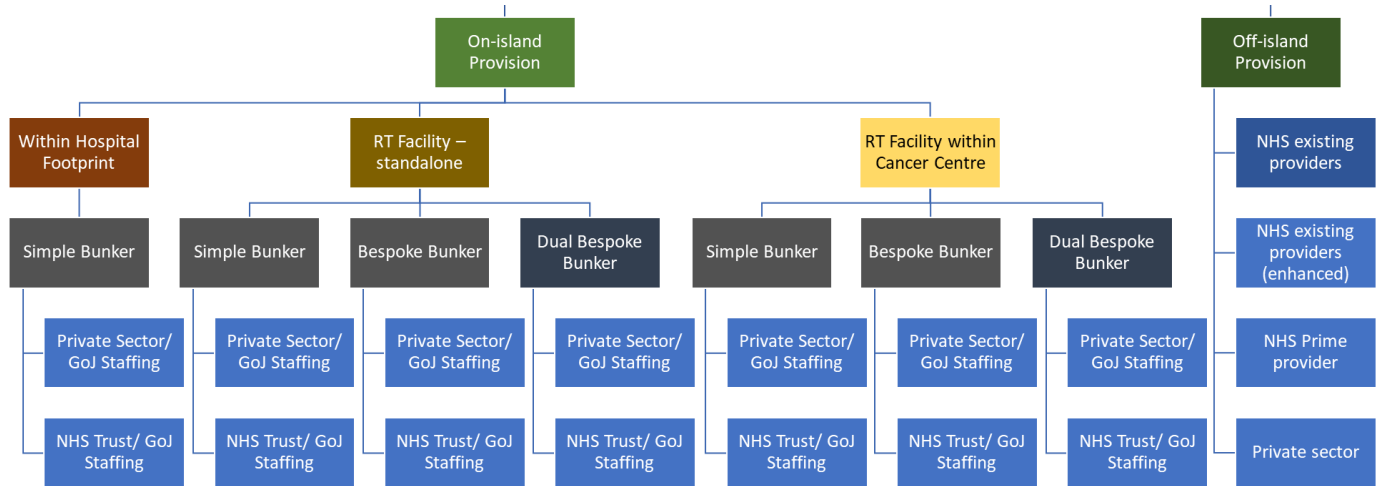 On-island
Provision
Off-island
Provision
Within Hospital
Footprint
RT Facility –
standalone
RT Facility within
Cancer Centre
NHS existing
providers
Simple Bunker
Simple Bunker
Bespoke Bunker
Dual Bespoke
Bunker
Simple Bunker
Bespoke Bunker
Dual Bespoke
Bunker
NHS existing
providers
(enhanced)
Private Sector/
GoJ Staffing
Private Sector/
GoJ Staffing
Private Sector/
GoJ Staffing
Private Sector/
GoJ Staffing
Private Sector/
GoJ Staffing
Private Sector/
GoJ Staffing
Private Sector/
GoJ Staffing
NHS Prime
provider
NHS Trust/ GoJ
Staffing
NHS Trust/ GoJ
Staffing
NHS Trust/ GoJ
Staffing
NHS Trust/ GoJ
Staffing
NHS Trust/ GoJ
Staffing
NHS Trust/ GoJ
Staffing
NHS Trust/ GoJ
Staffing
Private sector